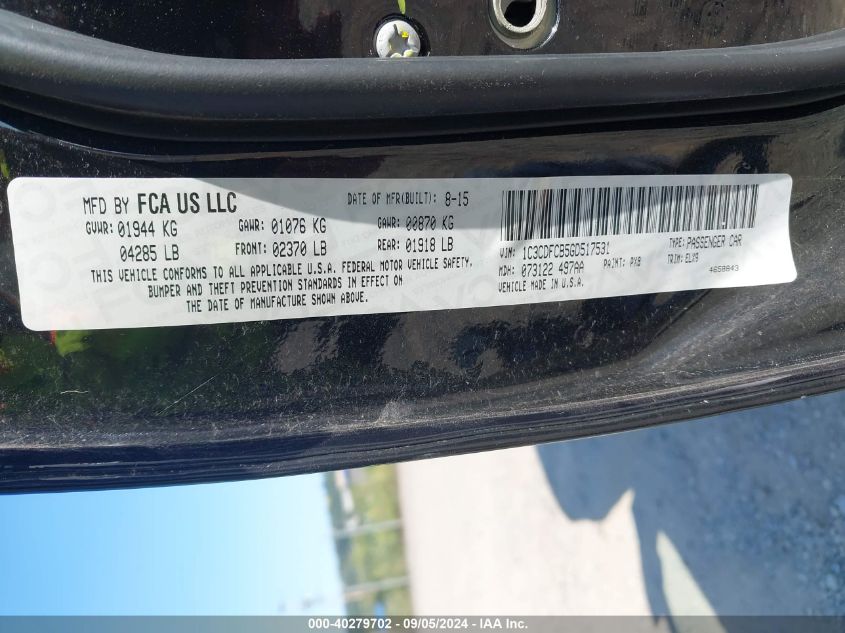 MFD BY FCA US LLC DATE OF MFR(BUILT): 8-15
GVWR: 01944 KG GAWR: 01076 KG GAWR: 00870 KG
04285 LB FRONT: 02370 LB REAR: 01918 LB
THIS VEHICLE CONFORMS TO ALL APPLICABLE U.S.A. FEDERAL MOTOR VEHICLE SAFETY,
BUMPER AND THEFT PREVENTION STANDARDS IN EFFECT ON
THE DATE OF MANUFACTURE SHOWN ABOVE.
VIN: 1C3CDFCB5GD517531 TYPE: PASSENGER CAR
MDH: 073122 497AA PAINT: PXB TRIM: ELX9
VEHICLE MADE IN U.S.A. 4658843
000-40279702 - 09/05/2024 - IAA Inc.